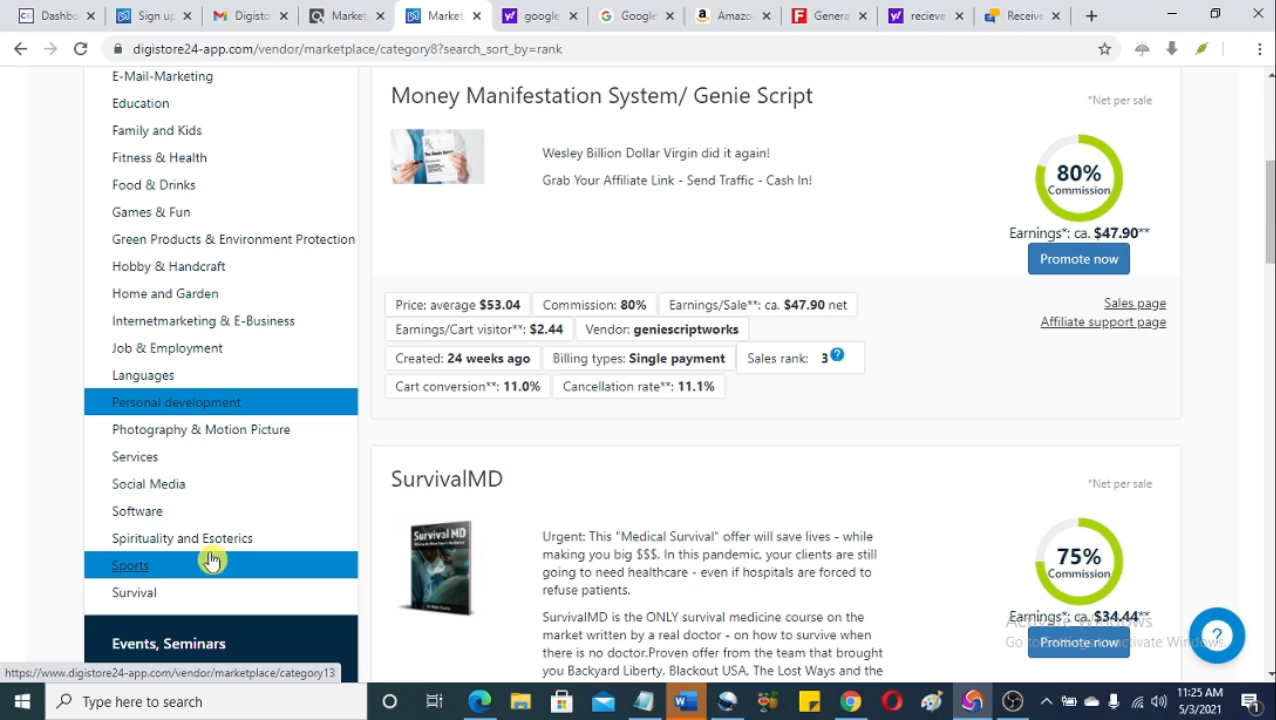 Dashbo
Sign up
Digisto
Market
Market
google
Google
Amazo
Genera
reciev
Receiv
digistore24-app.com/vendor/marketplace/category8?search_sort_by=rank
E-Mail-Marketing
Education
Family and Kids
Fitness & Health
Food & Drinks
Games & Fun
Green Products & Environment Protection
Hobby & Handcraft
Home and Garden
Internetmarketing & E-Business
Job & Employment
Languages
Personal development
Photography & Motion Picture
Services
Social Media
Software
Spirituality and Esoterics
Sports
Survival
Events, Seminars
https://www.digistore24-app.com/vendor/marketplace/category13
Money Manifestation System/ Genie Script
*Net per sale
Wesley Billion Dollar Virgin did it again!
Grab Your Affiliate Link - Send Traffic - Cash In!
80%
Commission
Earnings*: ca. $47.90**
Promote now
Price: average $53.04
Commission: 80%
Earnings/Sale**: ca. $47.90 net
Earnings/Cart visitor**: $2.44
Vendor: geniescriptworks
Created: 24 weeks ago
Billing types: Single payment
Sales rank: 3
Cart conversion**: 11.0%
Cancellation rate**: 11.1%
Sales page
Affiliate support page
SurvivalMD
*Net per sale
Urgent: This "Medical Survival" offer will save lives - while
making you big $$$. In this pandemic, your clients are still
going to need healthcare - even if hospitals are forced to
refuse patients.
SurvivalMD is the ONLY survival medicine course on the
market written by a real doctor - on how to survive when
there is no doctor.Proven offer from the team that brought
you Backyard Liberty, Blackout USA, The Lost Ways and the
75%
Commission
Earnings*: ca. $34.44**
Promote now
Activate Windows
Go to Settings to activate Windows.
Type here to search
11:25 AM
5/3/2021